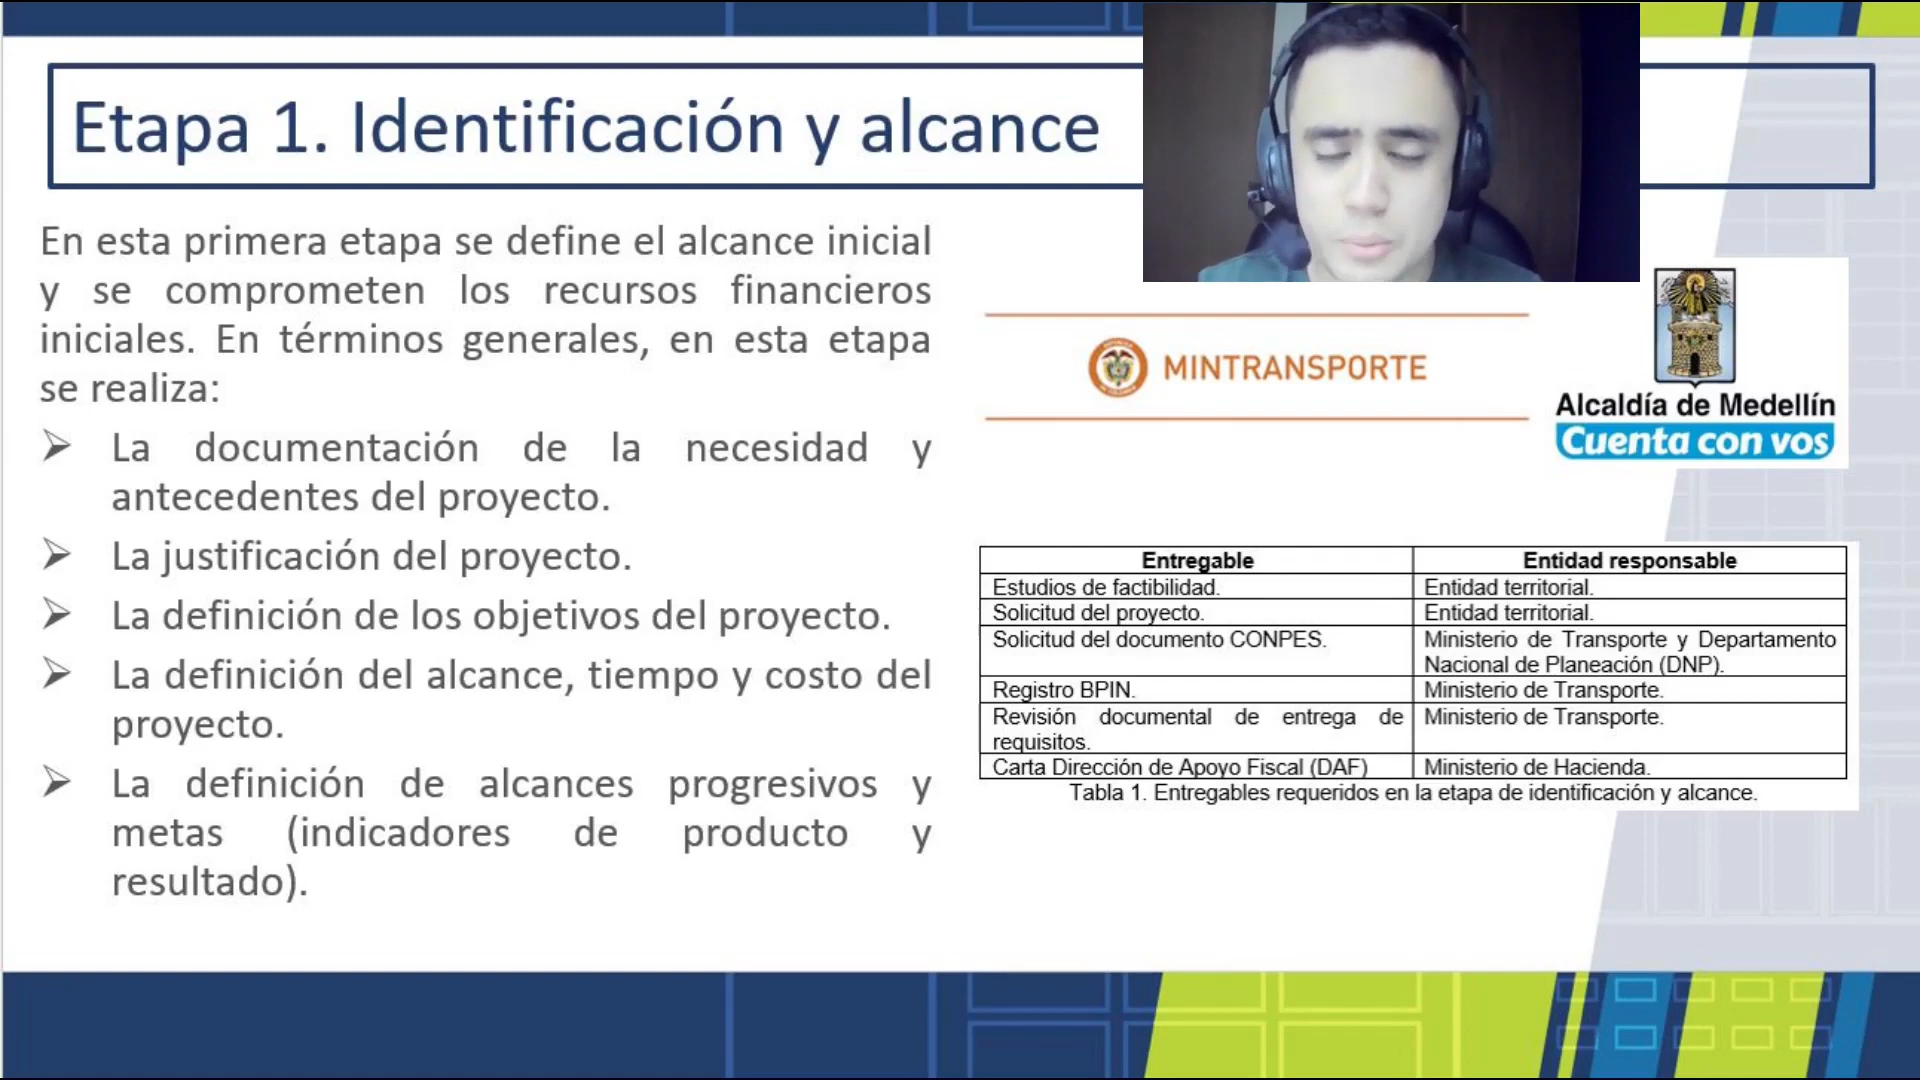 Etapa 1. Identificación y alcance
En esta primera etapa se define el alcance inicial
y se comprometen los recursos financieros
iniciales. En términos generales, en esta etapa
se realiza:
La documentación de la necesidad y
antecedentes del proyecto.
La justificación del proyecto.
La definición de los objetivos del proyecto.
La definición del alcance, tiempo y costo del
proyecto.
La definición de alcances progresivos y
metas (indicadores de producto y
resultado).
MINTRANSPORTE
Alcaldía de Medellín
Cuenta con vos
Entregable Entidad responsable
Estudios de factibilidad. Entidad territorial.
Solicitud del proyecto. Entidad territorial.
Solicitud del documento CONPES. Ministerio de Transporte y Departamento
Nacional de Planeación (DNP).
Registro BPIN. Ministerio de Transporte.
Revisión documental de entrega de Ministerio de Transporte.
requisitos.
Carta Dirección de Apoyo Fiscal (DAF) Ministerio de Hacienda.
Tabla 1. Entregables requeridos en la etapa de identificación y alcance.